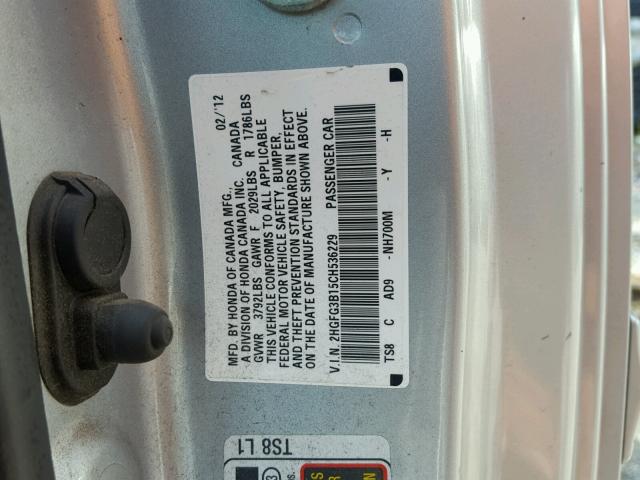 MFD. BY HONDA OF CANADA MFG. 02/'12
A DIVISION OF HONDA CANADA INC. CANADA
GVWR 3792LBS GAWR F 2029LBS R 1786LBS
THIS VEHICLE CONFORMS TO ALL APPLICABLE
FEDERAL MOTOR VEHICLE SAFETY, BUMPER,
AND THEFT PREVENTION STANDARDS IN EFFECT
ON THE DATE OF MANUFACTURE SHOWN ABOVE.
V.I.N. 2HGFG3B15CH536229 PASSENGER CAR
TS8 C AD9 -NH700M -Y -H
TS8 L1